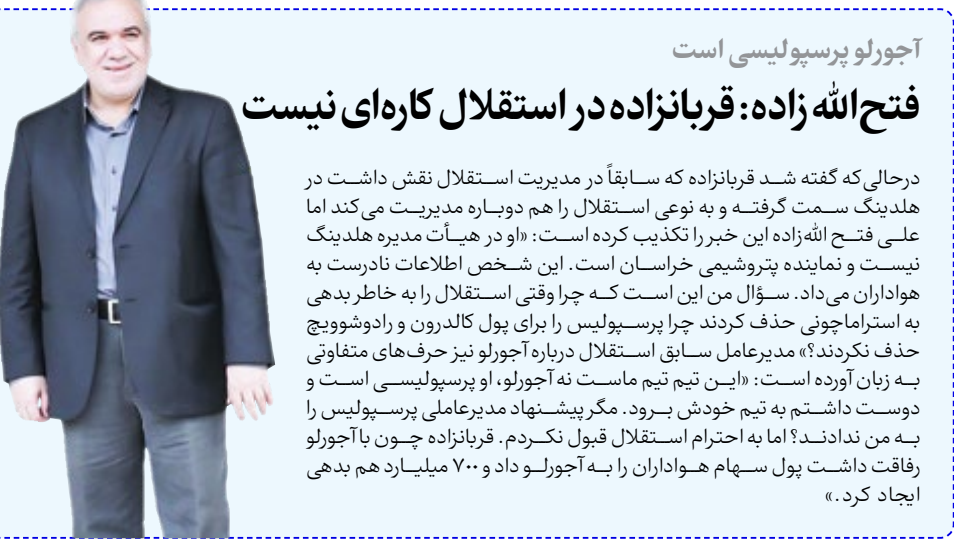 آجورلو پرسپولیسی است
فتح‌الله زاده: قربانزاده در استقلال کاره‌ای نیست
درحالی‌که گفته شد قربانزاده که سابقاً در مدیریت استقلال نقش داشت در
هلدینگ سمت گرفته و به نوعی استقلال را هم دوباره مدیریت می‌کند اما
علی فتح الله‌زاده این خبر را تکذیب کرده است: «او در هیأت مدیره هلدینگ
نیست و نماینده پتروشیمی خراسان است. این شخص اطلاعات نادرست به
هواداران می‌داد. سؤال من این است که چرا وقتی استقلال را به خاطر بدهی
به استراماچونی حذف کردند چرا پرسپولیس را برای پول کالدرون و رادوشوویچ
حذف نکردند؟» مدیرعامل سابق استقلال درباره آجورلو نیز حرف‌های متفاوتی
به زبان آورده است: «این تیم تیم ماست نه آجورلو، او پرسپولیسی است و
دوست داشتم به تیم خودش برود. مگر پیشنهاد مدیرعاملی پرسپولیس را
به من ندادند؟ اما به احترام استقلال قبول نکردم. قربانزاده چون با آجورلو
رفاقت داشت پول سهام هواداران را به آجورلو داد و ۷۰۰ میلیارد هم بدهی
ایجاد کرد.»